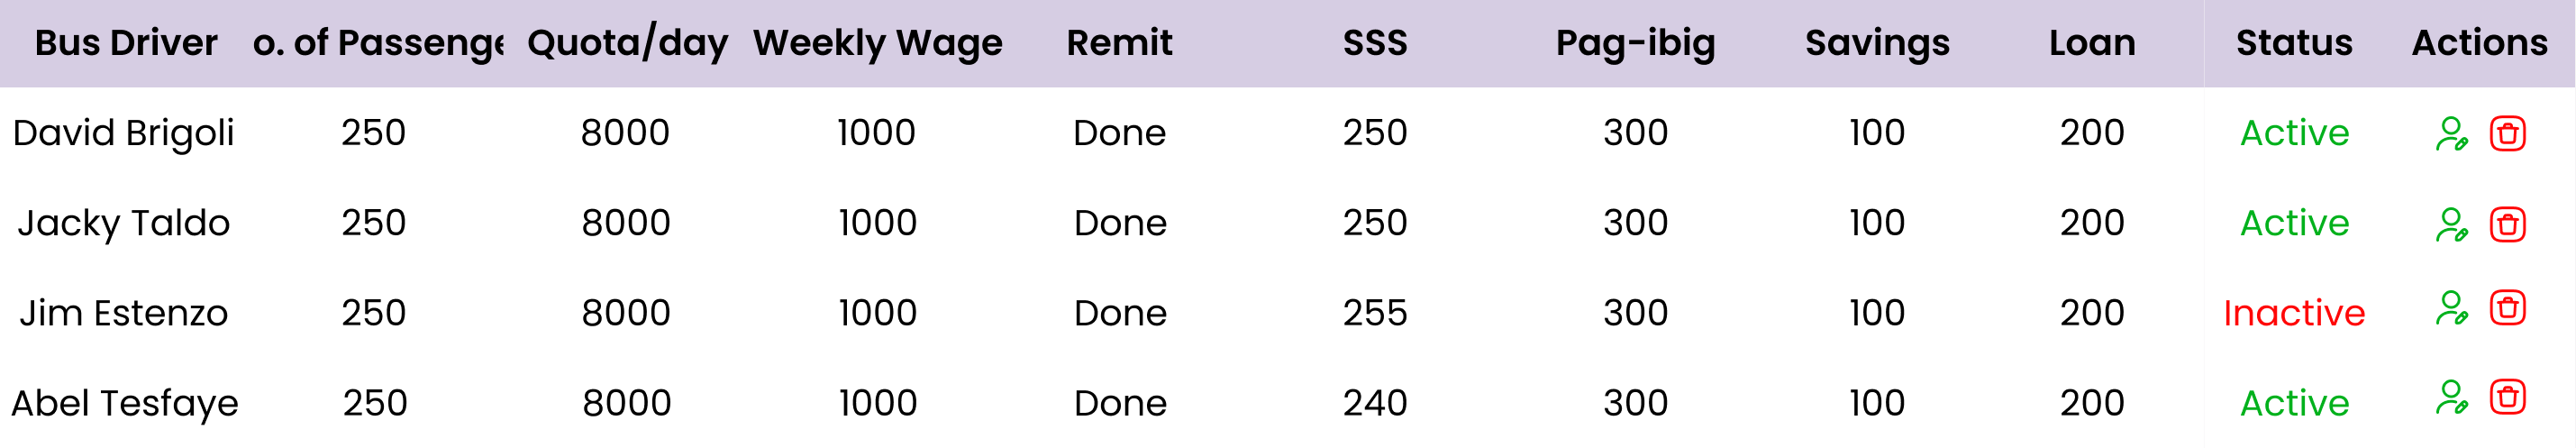 Bus Driver o. of Passenge Quota/day Weekly Wage Remit SSS Pag-ibig Savings Loan Status Actions
David Brigoli 250 8000 1000 Done 250 300 100 200 Active
Jacky Taldo 250 8000 1000 Done 250 300 100 200 Active
Jim Estenzo 250 8000 1000 Done 255 300 100 200 Inactive
Abel Tesfaye 250 8000 1000 Done 240 300 100 200 Active